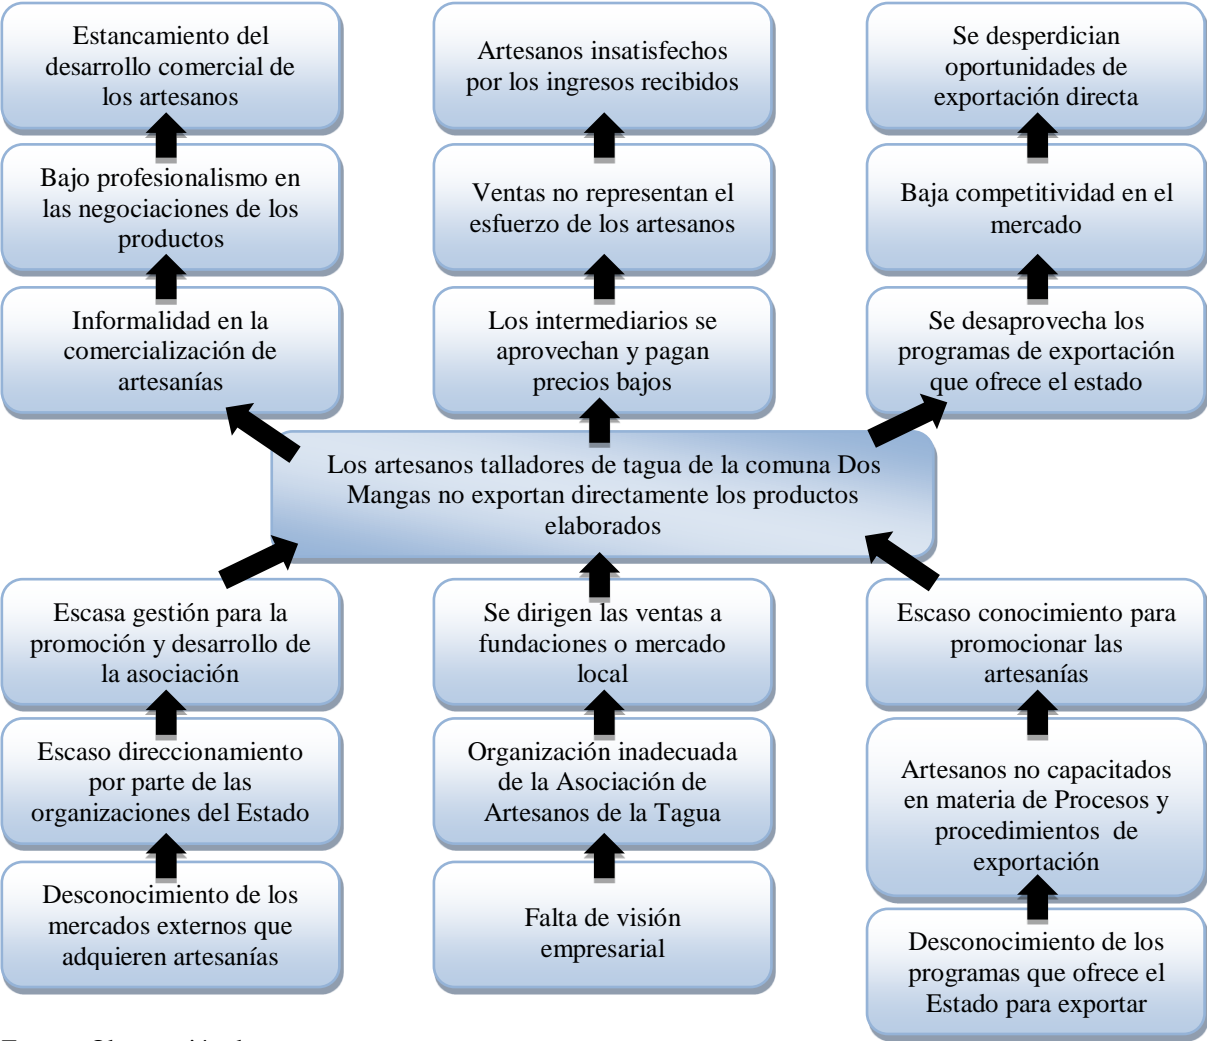 Estancamiento del
desarrollo comercial de
los artesanos
Artesanos insatisfechos
por los ingresos recibidos
Se desperdician
oportunidades de
exportación directa
Bajo profesionalismo en
las negociaciones de los
productos
Ventas no representan el
esfuerzo de los artesanos
Baja competitividad en el
mercado
Informalidad en la
comercialización de
artesanías
Los intermediarios se
aprovechan y pagan
precios bajos
Se desaprovecha los
programas de exportación
que ofrece el estado
Los artesanos talladores de tagua de la comuna Dos
Mangas no exportan directamente los productos
elaborados
Escasa gestión para la
promoción y desarrollo de
la asociación
Se dirigen las ventas a
fundaciones o mercado
local
Escaso conocimiento para
promocionar las
artesanías
Escaso direccionamiento
por parte de las
organizaciones del Estado
Organización inadecuada
de la Asociación de
Artesanos de la Tagua
Artesanos no capacitados
en materia de Procesos y
procedimientos de
exportación
Desconocimiento de los
mercados externos que
adquieren artesanías
Falta de visión
empresarial
Desconocimiento de los
programas que ofrece el
Estado para exportar